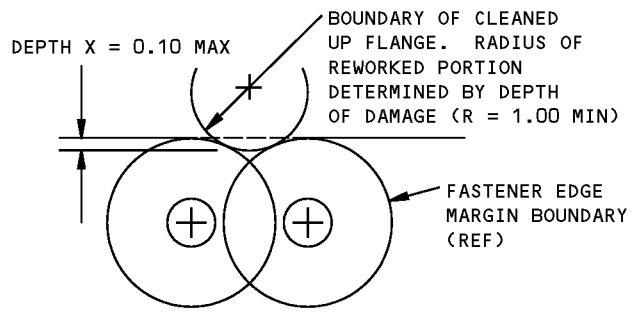 DEPTH X = 0.10 MAX
BOUNDARY OF CLEANED
UP FLANGE. RADIUS OF
REWORKED PORTION
DETERMINED BY DEPTH
OF DAMAGE (R = 1.00 MIN)
FASTENER EDGE
MARGIN BOUNDARY
(REF)